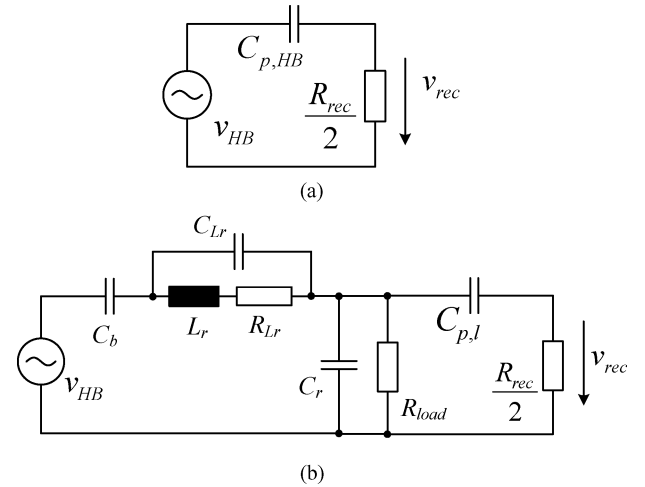 C_{p,HB}
R_{rec}
2
v_{rec}
v_{HB}
(a)
C_{Lr}
C_b
L_r
R_{Lr}
C_{p,l}
v_{HB}
C_r
R_{load}
R_{rec}
2
v_{rec}
(b)